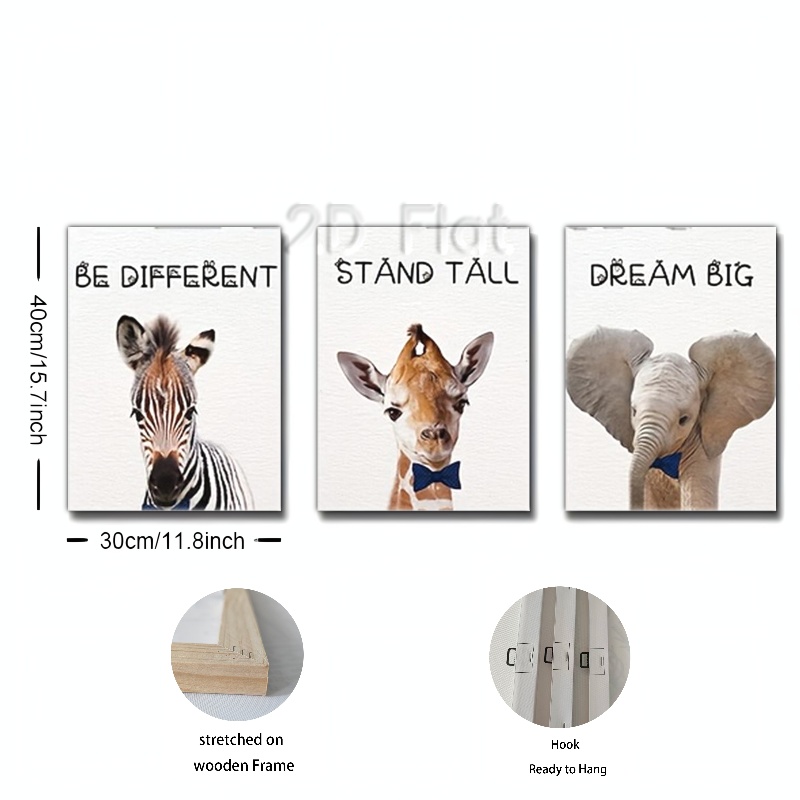 2D Flat
BE DIFFERENT
STAND TALL
DREAM BIG
40cm/15.7inch
30cm/11.8inch
stretched on
wooden Frame
Hook
Ready to Hang